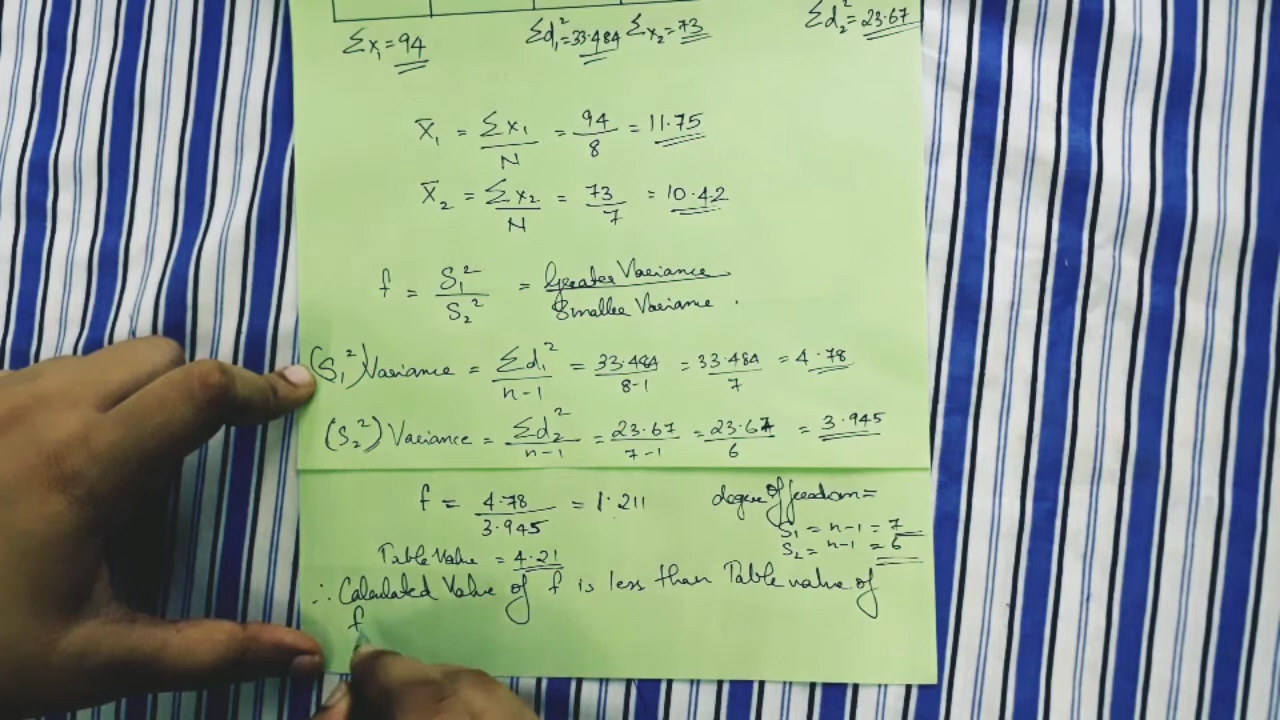 Σx₁ = 94 Σd₁² = 33.484 Σx₂ = 73 Σd₂² = 23.67
X̄₁ = Σx₁/N = 94/8 = 11.75
X̄₂ = Σx₂/N = 73/7 = 10.42
f = S₁²/S₂² = Greater Variance/Smaller Variance.
(S₁²) Variance = Σd₁²/n-1 = 33.484/8-1 = 33.484/7 = 4.78
(S₂²) Variance = Σd₂²/n-1 = 23.67/7-1 = 23.67/6 = 3.945
f = 4.78/3.945 = 1.211 degree of freedom =
S₁ = n-1 = 7
S₂ = n-1 = 6
Table Value = 4.21
∴ Calculated Value of f is less than Table value of
f